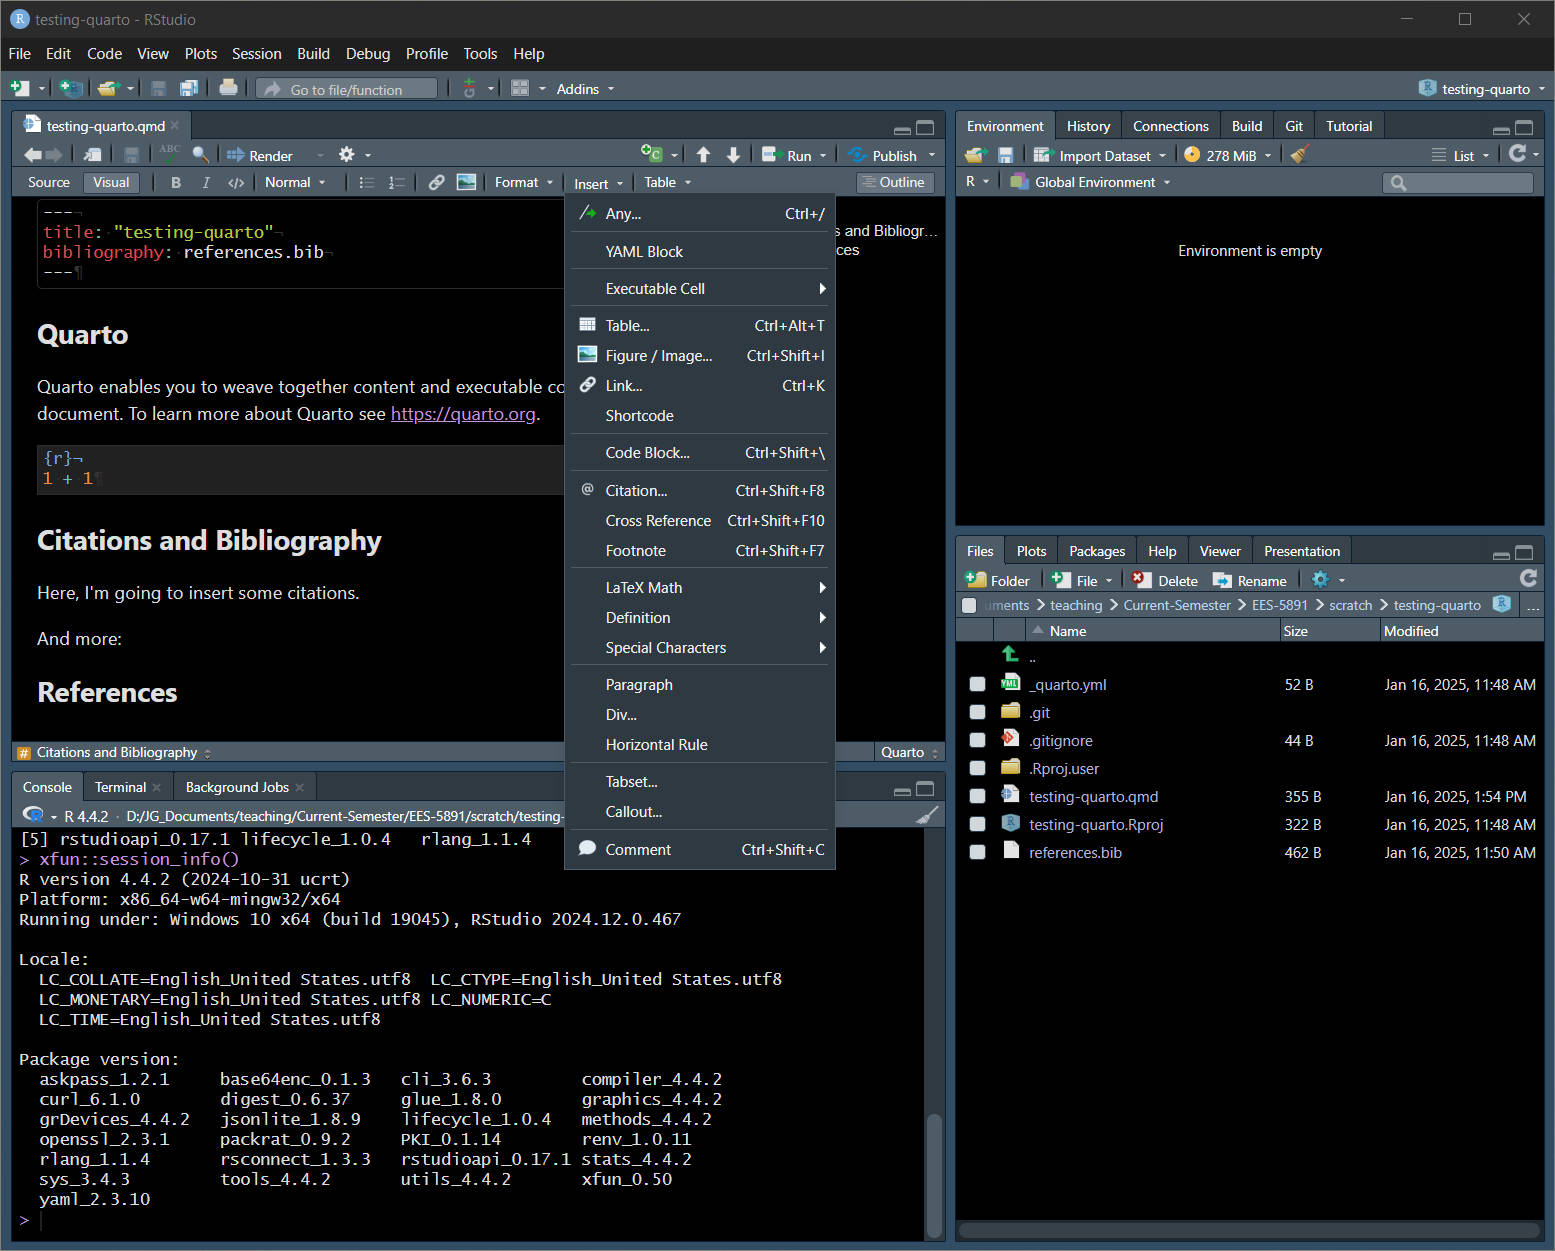 testing-quarto - RStudio
File Edit Code View Plots Session Build Debug Profile Tools Help
Go to file/function Addins testing-quarto
testing-quarto.qmd
ABC Render Run Publish
Source Visual B I </> Normal Format Insert Table Outline
---
title: "testing-quarto"
bibliography: references.bib
---
Quarto
Quarto enables you to weave together content and executable co
document. To learn more about Quarto see https://quarto.org.
{r}
1 + 1
Citations and Bibliography
Here, I'm going to insert some citations.
And more:
References
# Citations and Bibliography Quarto
s and Bibliogr...
ces
Any... Ctrl+/
YAML Block
Executable Cell
Table... Ctrl+Alt+T
Figure / Image... Ctrl+Shift+I
Link... Ctrl+K
Shortcode
Code Block... Ctrl+Shift+\
@ Citation... Ctrl+Shift+F8
Cross Reference Ctrl+Shift+F10
Footnote Ctrl+Shift+F7
LaTeX Math
Definition
Special Characters
Paragraph
Div...
Horizontal Rule
Tabset...
Callout...
Comment Ctrl+Shift+C
Console Terminal Background Jobs
R 4.4.2 · D:/JG_Documents/teaching/Current-Semester/EES-5891/scratch/testing-
[5] rstudioapi_0.17.1 lifecycle_1.0.4 rlang_1.1.4
> xfun::session_info()
R version 4.4.2 (2024-10-31 ucrt)
Platform: x86_64-w64-mingw32/x64
Running under: Windows 10 x64 (build 19045), RStudio 2024.12.0.467
Locale:
LC_COLLATE=English_United States.utf8 LC_CTYPE=English_United States.utf8
LC_MONETARY=English_United States.utf8 LC_NUMERIC=C
LC_TIME=English_United States.utf8
Package version:
askpass_1.2.1 base64enc_0.1.3 cli_3.6.3 compiler_4.4.2
curl_6.1.0 digest_0.6.37 glue_1.8.0 graphics_4.4.2
grDevices_4.4.2 jsonlite_1.8.9 lifecycle_1.0.4 methods_4.4.2
openssl_2.3.1 packrat_0.9.2 PKI_0.1.14 renv_1.0.11
rlang_1.1.4 rsconnect_1.3.3 rstudioapi_0.17.1 stats_4.4.2
sys_3.4.3 tools_4.4.2 utils_4.4.2 xfun_0.50
yaml_2.3.10
>
Environment History Connections Build Git Tutorial
Import Dataset 278 MiB List
R Global Environment
Environment is empty
Files Plots Packages Help Viewer Presentation
Folder File Delete Rename
uments > teaching > Current-Semester > EES-5891 > scratch > testing-quarto ...
Name Size Modified
..
_quarto.yml 52 B Jan 16, 2025, 11:48 AM
.git
.gitignore 44 B Jan 16, 2025, 11:48 AM
.Rproj.user
testing-quarto.qmd 355 B Jan 16, 2025, 1:54 PM
testing-quarto.Rproj 322 B Jan 16, 2025, 11:48 AM
references.bib 462 B Jan 16, 2025, 11:50 AM